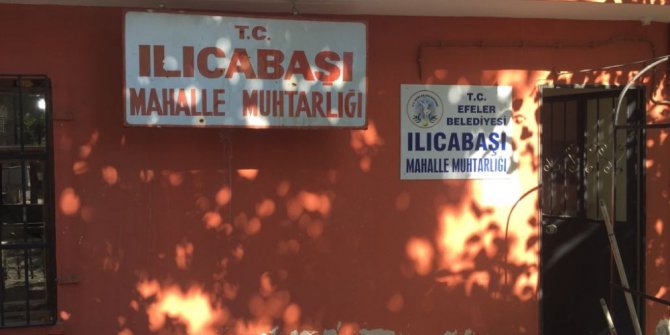 T.C.
ILICABAŞI
MAHALLE MUHTARLIĞI
T.C.
EFELER
BELEDİYESİ
ILICABAŞI
MAHALLE MUHTARLIĞI